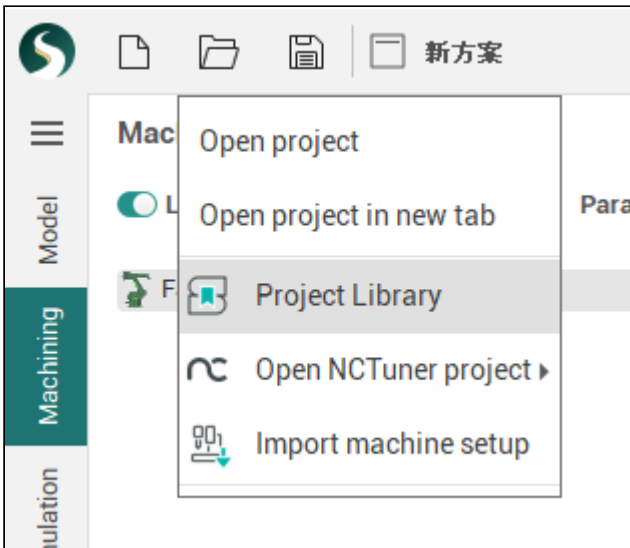 新方案
Mac
Open project
L
Open project in new tab
Para
F
Project Library
Open NCTuner project
Import machine setup
Model
Machining
ulation